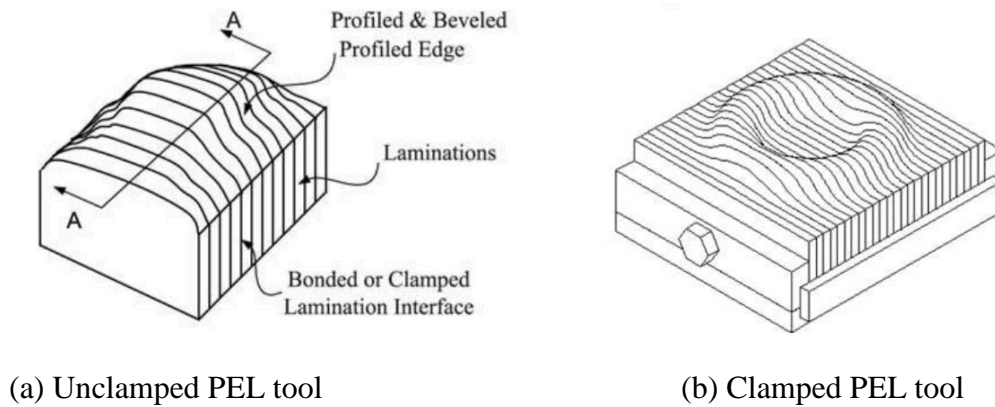 A
Profiled & Beveled
Profiled Edge
Laminations
A
Bonded or Clamped
Lamination Interface
(a) Unclamped PEL tool
(b) Clamped PEL tool